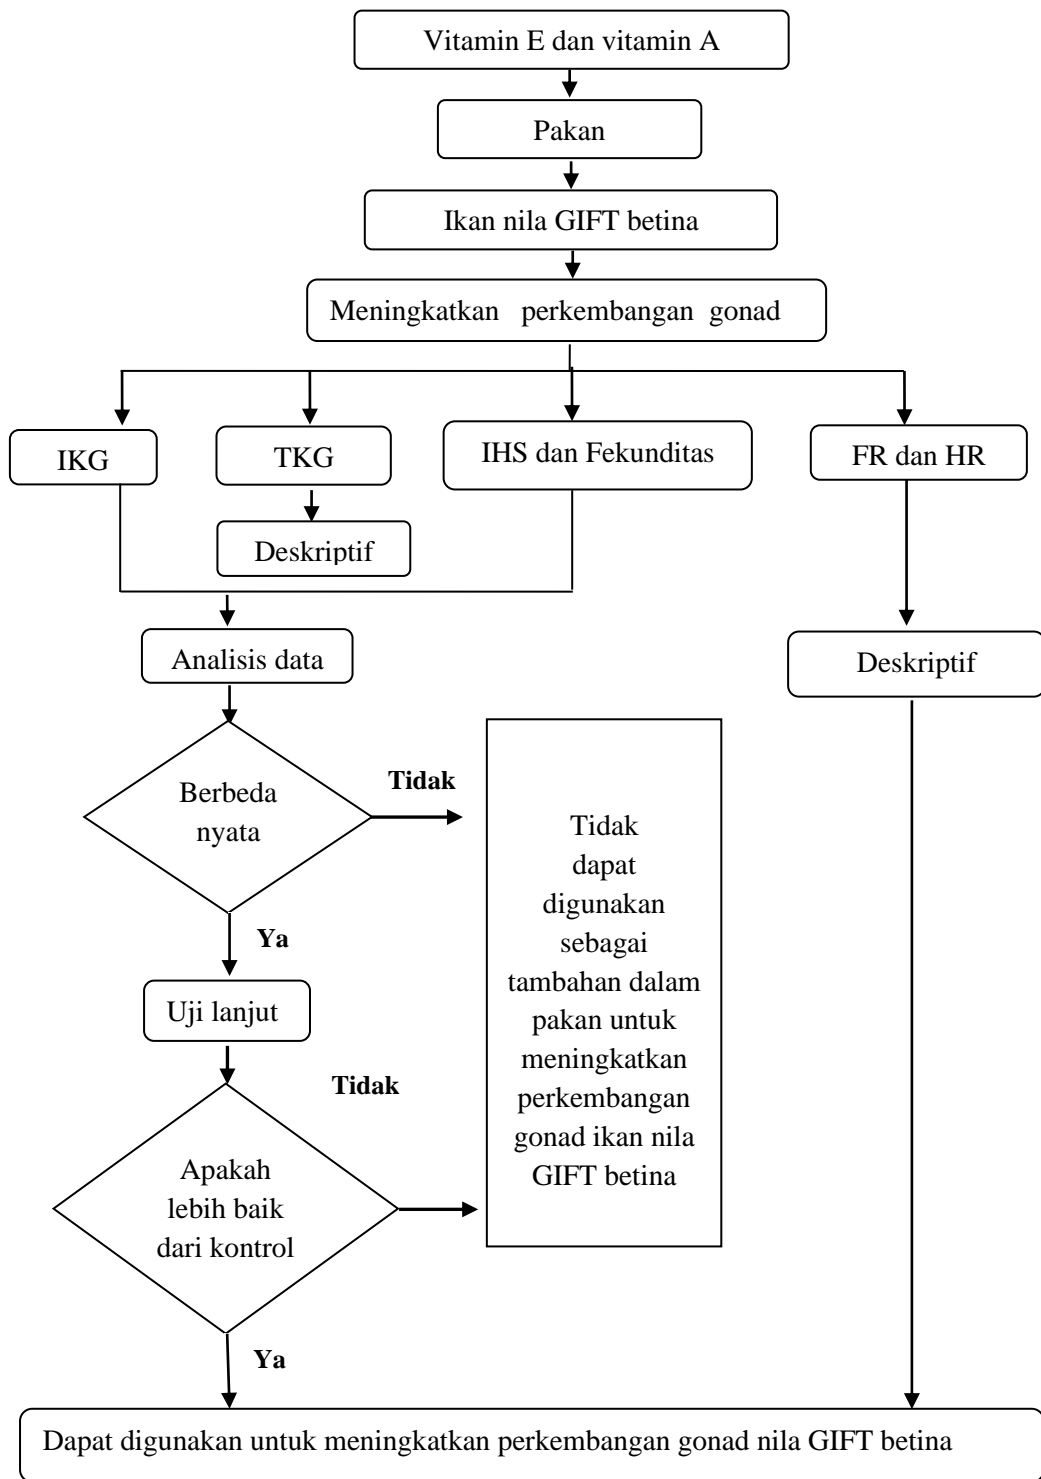 Vitamin E dan vitamin A
Pakan
Ikan nila GIFT betina
Meningkatkan perkembangan gonad
IKG
TKG
IHS dan Fekunditas
FR dan HR
Deskriptif
Analisis data
Deskriptif
Berbeda
nyata
Tidak
Ya
Uji lanjut
Tidak
Apakah
lebih baik
dari kontrol
Ya
Tidak
dapat
digunakan
sebagai
tambahan dalam
pakan untuk
meningkatkan
perkembangan
gonad ikan nila
GIFT betina
Dapat digunakan untuk meningkatkan perkembangan gonad nila GIFT betina